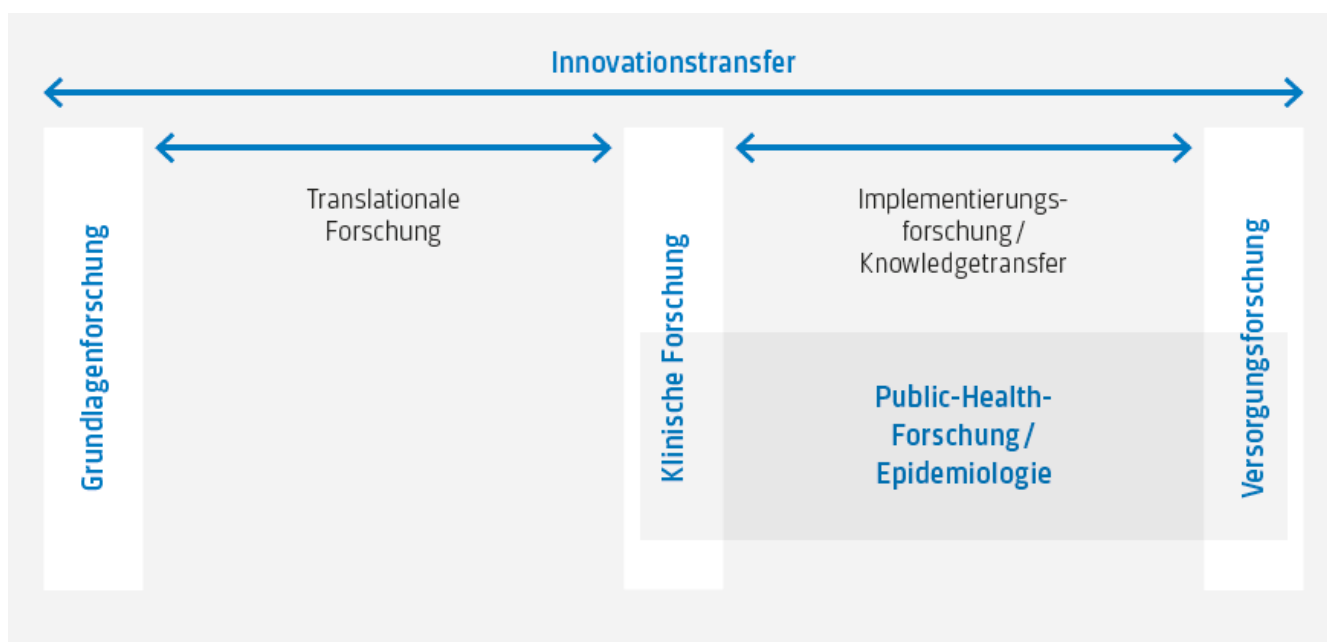 Innovationstransfer
Grundlagenforschung
Translationale
Forschung
Klinische Forschung
Implementierungs-
forschung /
Knowledgetransfer
Public-Health-
Forschung /
Epidemiologie
Versorgungsforschung